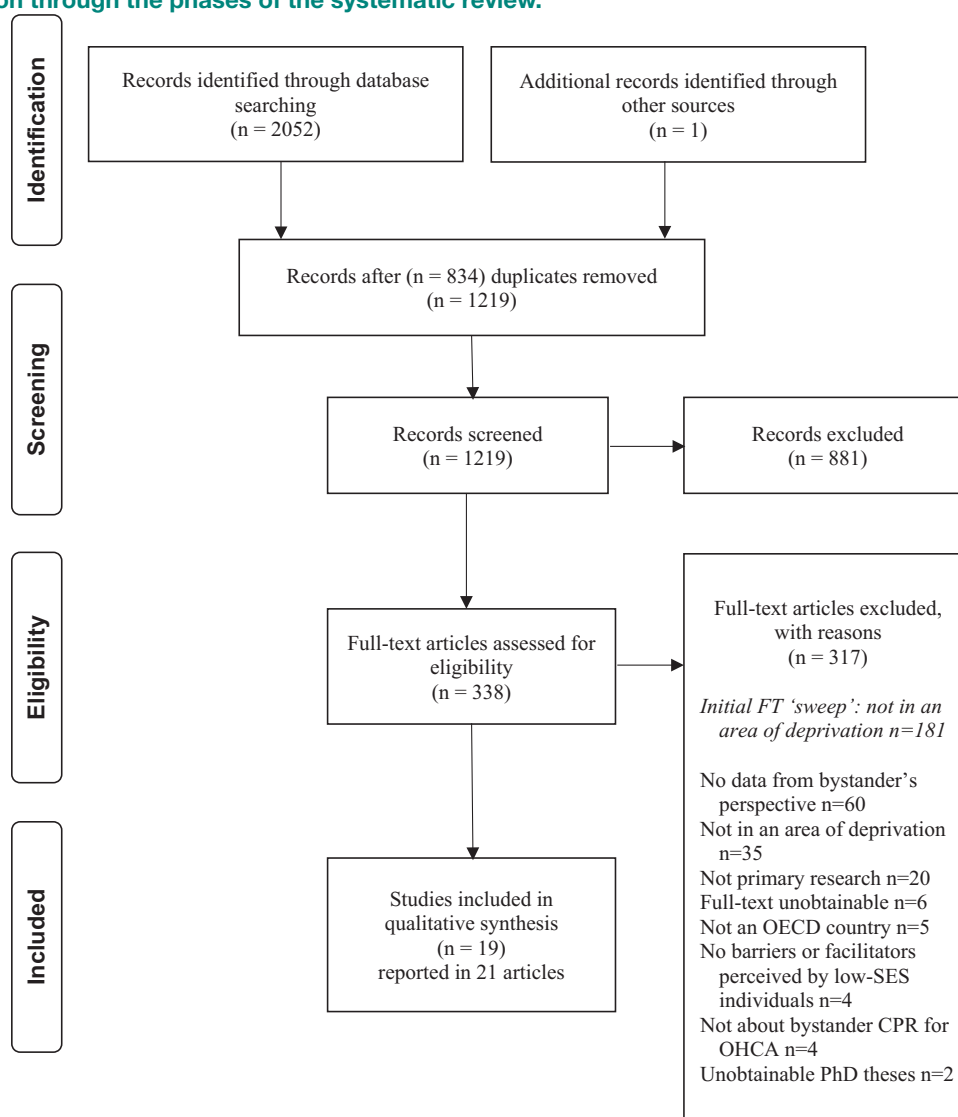 on through the phases of the systematic review.
Identification
Records identified through database
searching
(n = 2052)
Additional records identified through
other sources
(n = 1)
Records after (n = 834) duplicates removed
(n = 1219)
Screening
Records screened
(n = 1219)
Records excluded
(n = 881)
Eligibility
Full-text articles assessed for
eligibility
(n = 338)
Full-text articles excluded,
with reasons
(n = 317)
Initial FT ‘sweep’: not in an
area of deprivation n=181
No data from bystander’s
perspective n=60
Not in an area of deprivation
n=35
Not primary research n=20
Full-text unobtainable n=6
Not an OECD country n=5
No barriers or facilitators
perceived by low-SES
individuals n=4
Not about bystander CPR for
OHCA n=4
Unobtainable PhD theses n=2
Included
Studies included in
qualitative synthesis
(n = 19)
reported in 21 articles